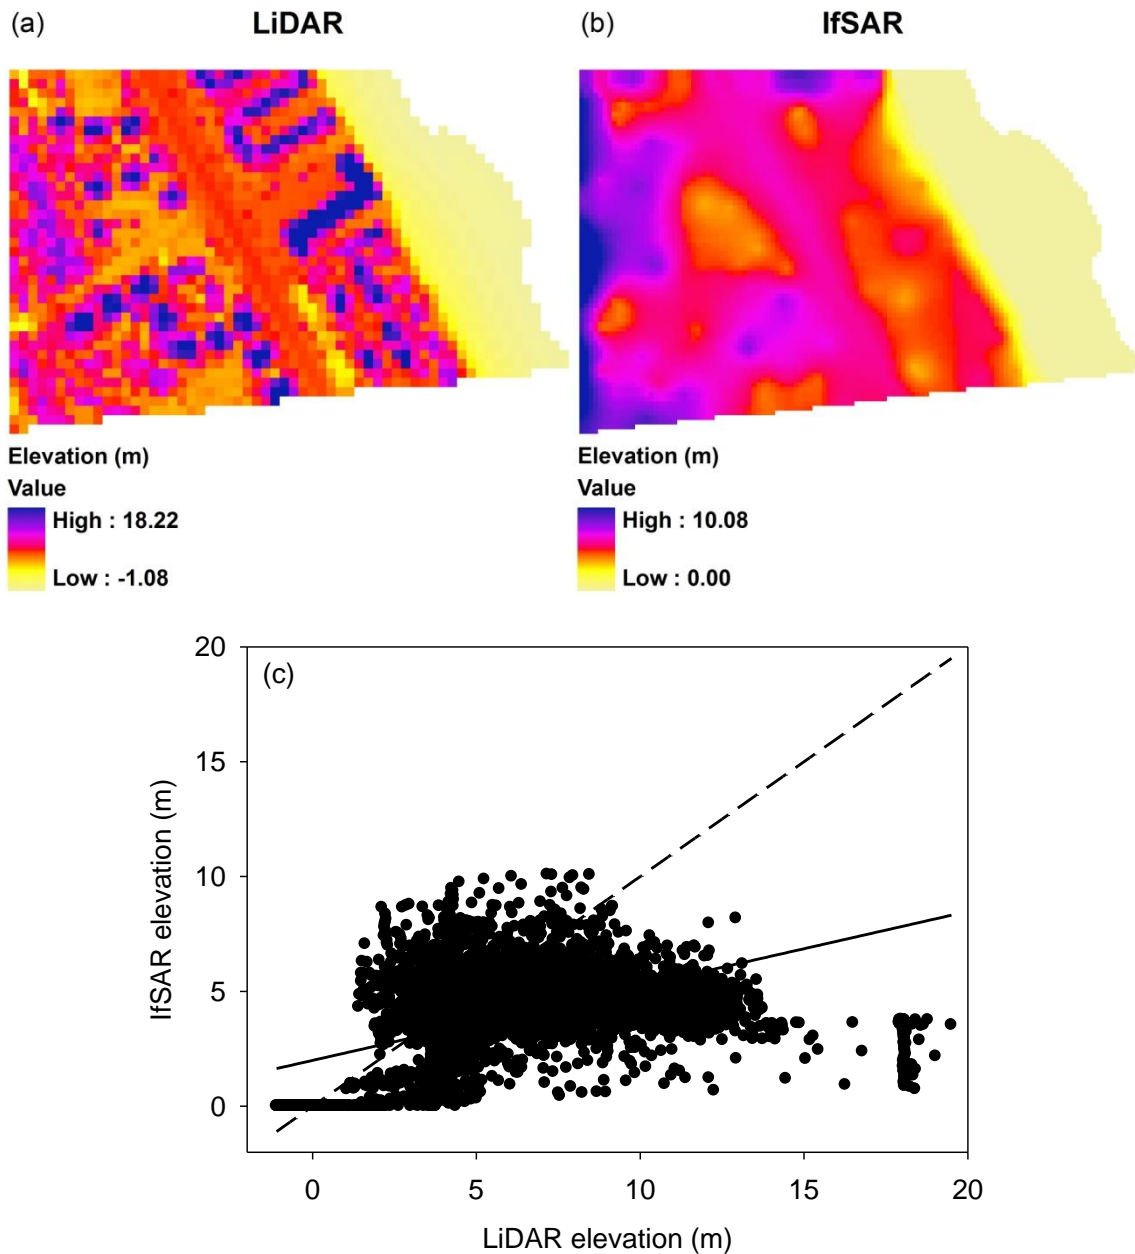 (a) LiDAR
(b) IfSAR
Elevation (m)
Value
High : 18.22
Low : -1.08
Elevation (m)
Value
High : 10.08
Low : 0.00
(c)
20
15
10
5
0
IfSAR elevation (m)
0 5 10 15 20
LiDAR elevation (m)